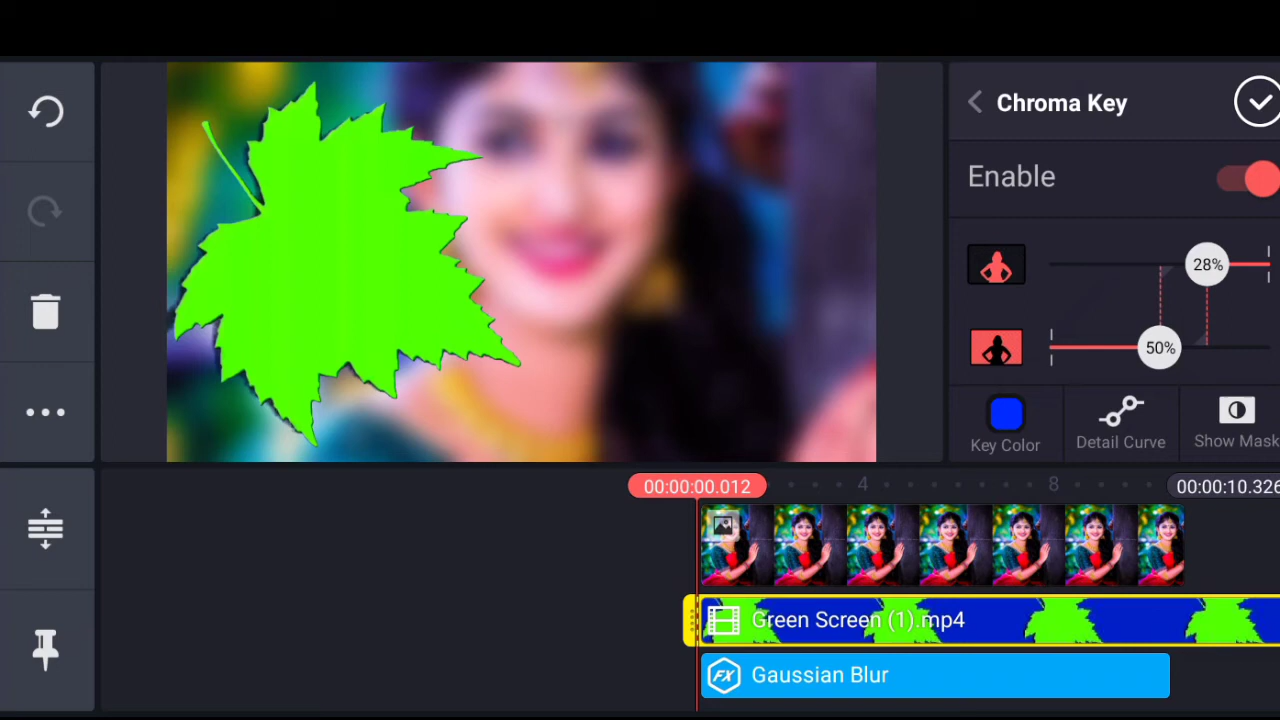 Chroma Key
Enable
28%
50%
Key Color
Detail Curve
Show Mask
00:00:00.012
4
8
00:00:10.326
Green Screen (1).mp4
FX
Gaussian Blur